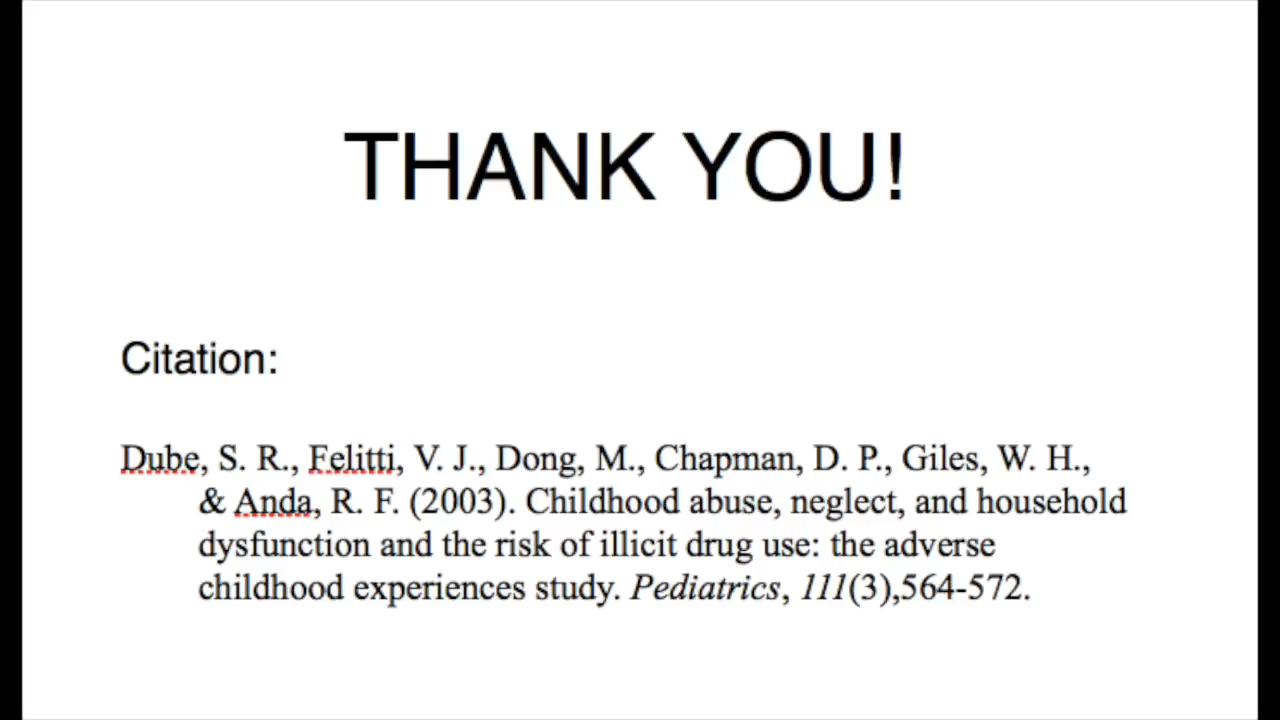 THANK YOU!
Citation:
Dube, S. R., Felitti, V. J., Dong, M., Chapman, D. P., Giles, W. H.,
& Anda, R. F. (2003). Childhood abuse, neglect, and household
dysfunction and the risk of illicit drug use: the adverse
childhood experiences study. Pediatrics, 111(3),564-572.